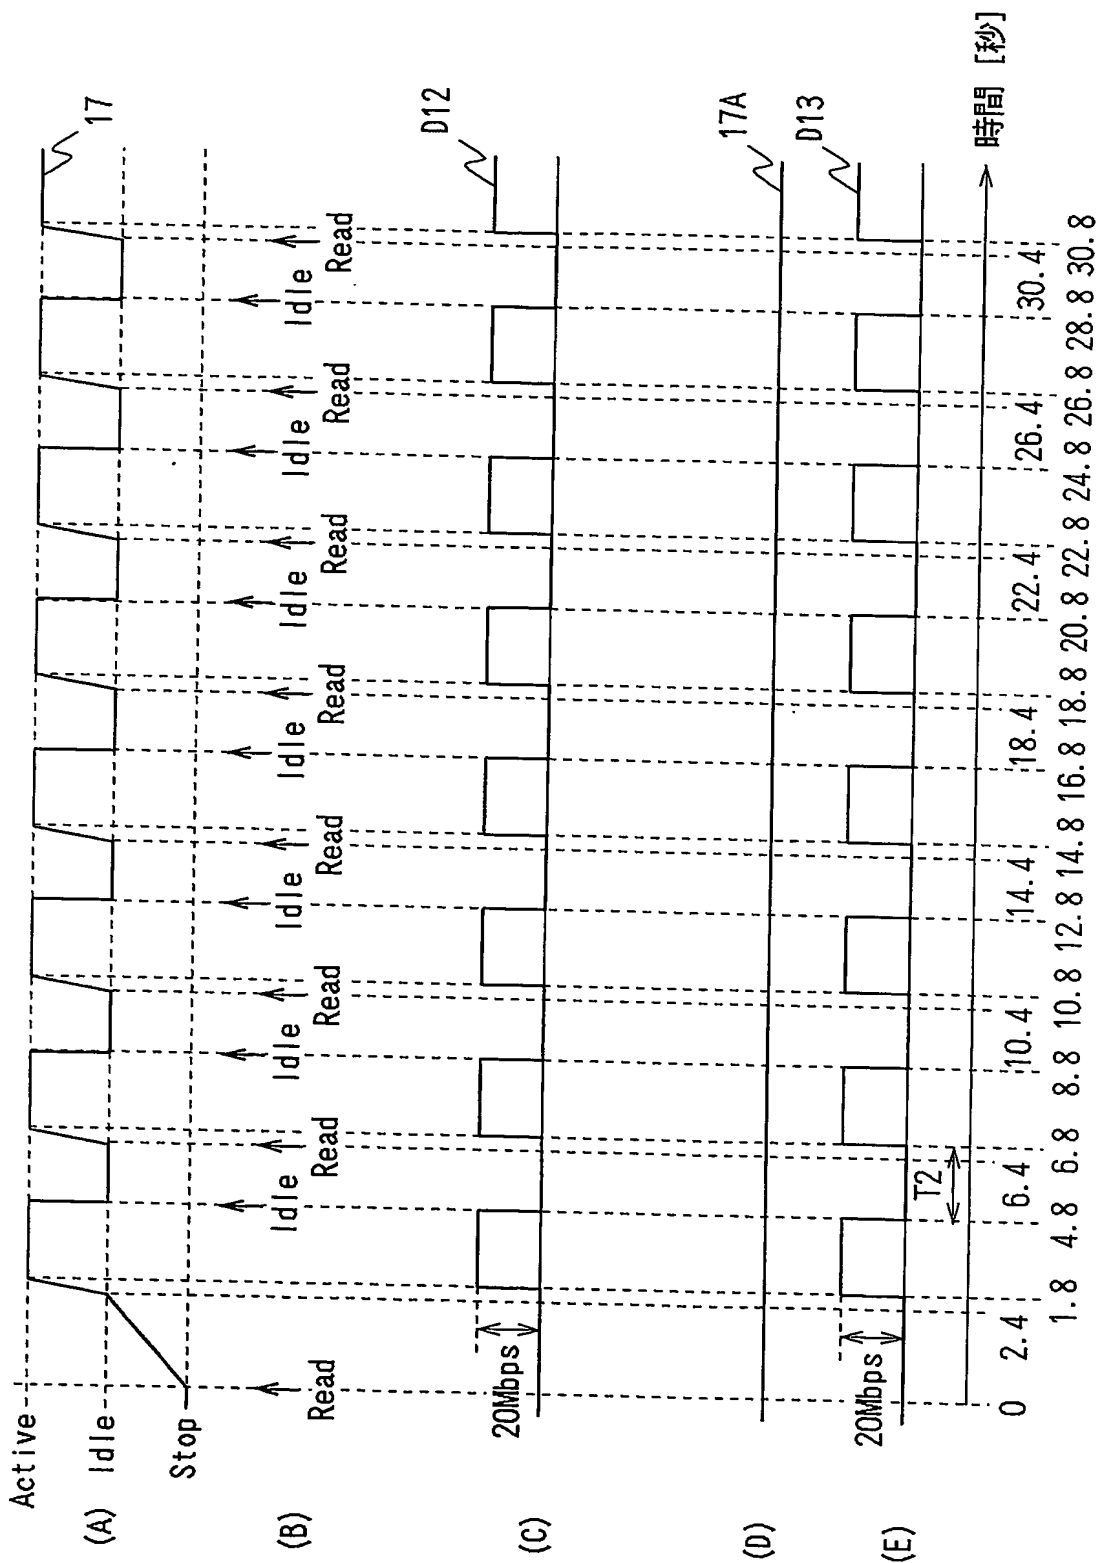 Active
(A) Idle
Stop
17
(B)
Read
Idle
Read
Idle
Read
Idle
Read
Idle
Read
Idle
Read
Idle
Read
Idle
Read
Idle
Read
(C)
20Mbps
D12
(D)
17A
(E)
20Mbps
T2
D13
時間 [秒]
0
2.4
6.4
10.4
14.4
18.4
22.4
26.4
30.4
1.8
4.8
6.8
8.8
10.8
12.8
14.8
16.8
18.8
20.8
22.8
24.8
26.8
28.8
30.8